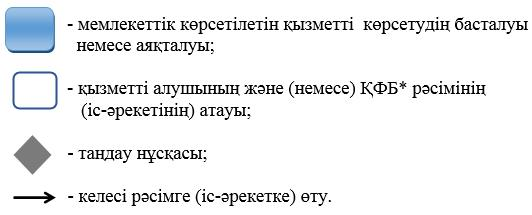 - мемлекеттік көрсетілетін қызметті көрсетудің басталуы
немесе аяқталуы;
- қызметті алушының және (немесе) ҚФБ* рәсімінің
(іс-әрекетінің) атауы;
- таңдау нұсқасы;
- келесі рәсімге (іс-әрекетке) өту.